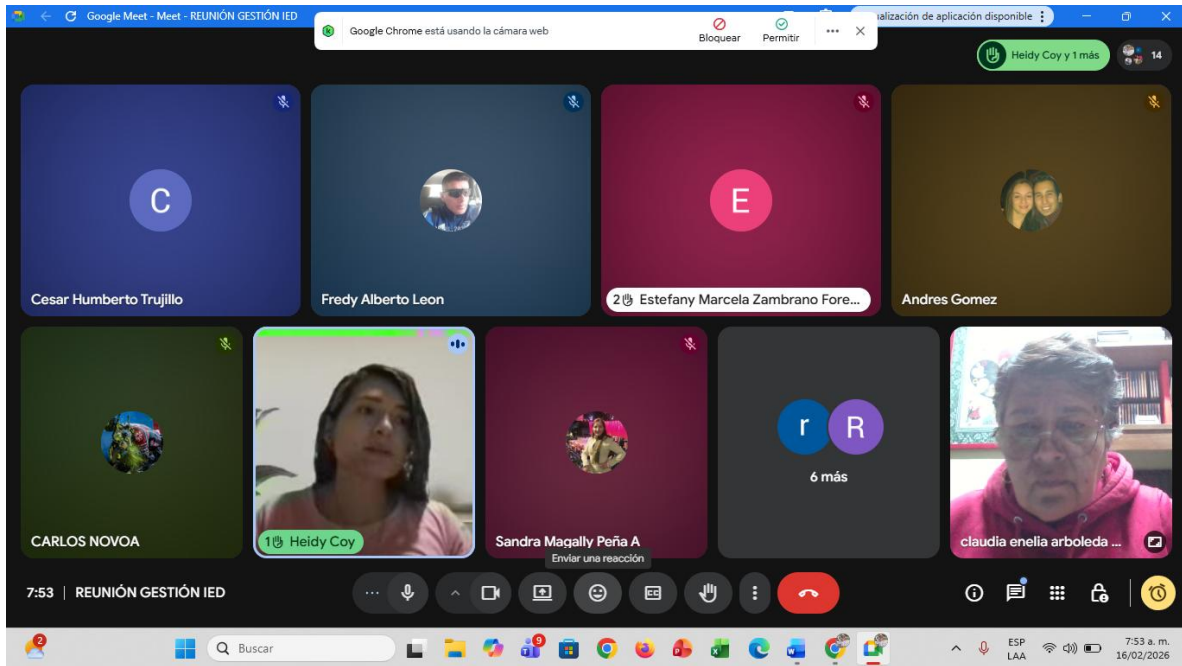 Google Meet - Meet - REUNIÓN GESTIÓN IED
Google Chrome está usando la cámara web
Bloquear
Permitir
alización de aplicación disponible
Heidy Coy y 1 más
14
C
E
Cesar Humberto Trujillo
Fredy Alberto Leon
2 Estefany Marcela Zambrano Fore...
Andres Gomez
r R
6 más
CARLOS NOVOA
1 Heidy Coy
Sandra Magally Peña A
claudia enelia arboleda ...
Enviar una reacción
7:53 | REUNIÓN GESTIÓN IED
CC
2
Buscar
9
ESP
LAA
7:53 a. m.
16/02/2026